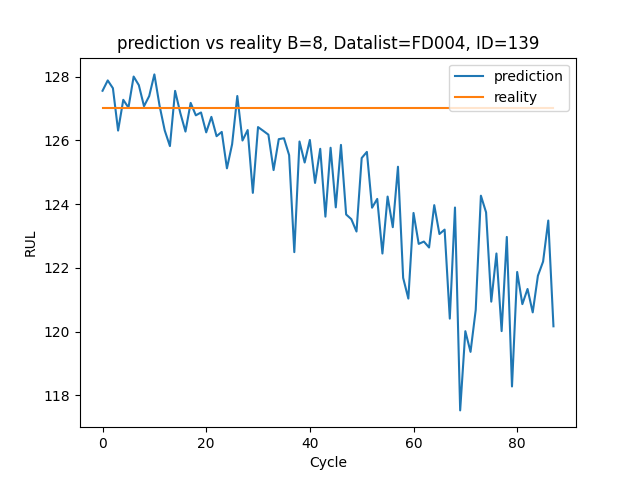 prediction vs reality B=8, Datalist=FD004, ID=139
prediction
reality
128
126
124
122
120
118
RUL
0 20 40 60 80
Cycle